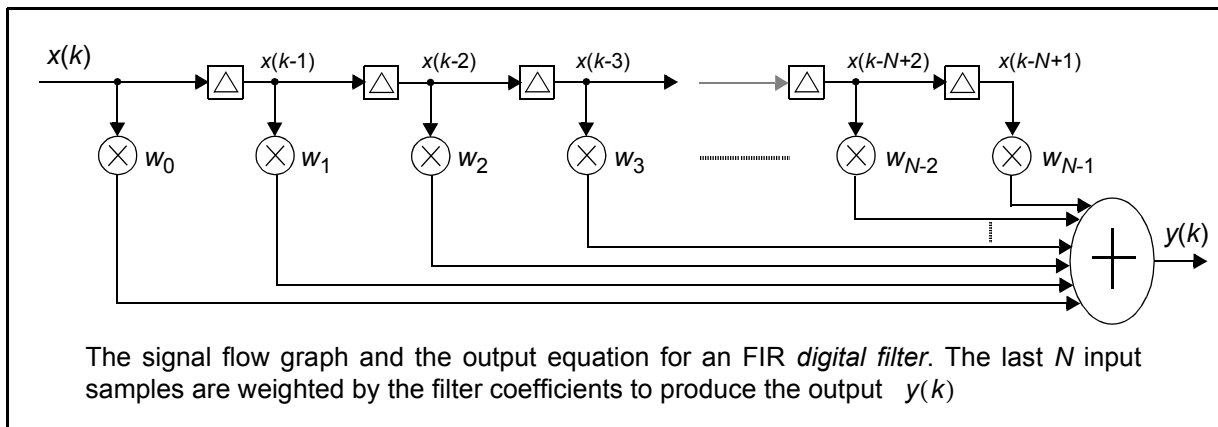 x(k) x(k-1) x(k-2) x(k-3) x(k-N+2) x(k-N+1)
w0 w1 w2 w3 wN-2 wN-1
y(k)
The signal flow graph and the output equation for an FIR digital filter. The last N input
samples are weighted by the filter coefficients to produce the output y(k)